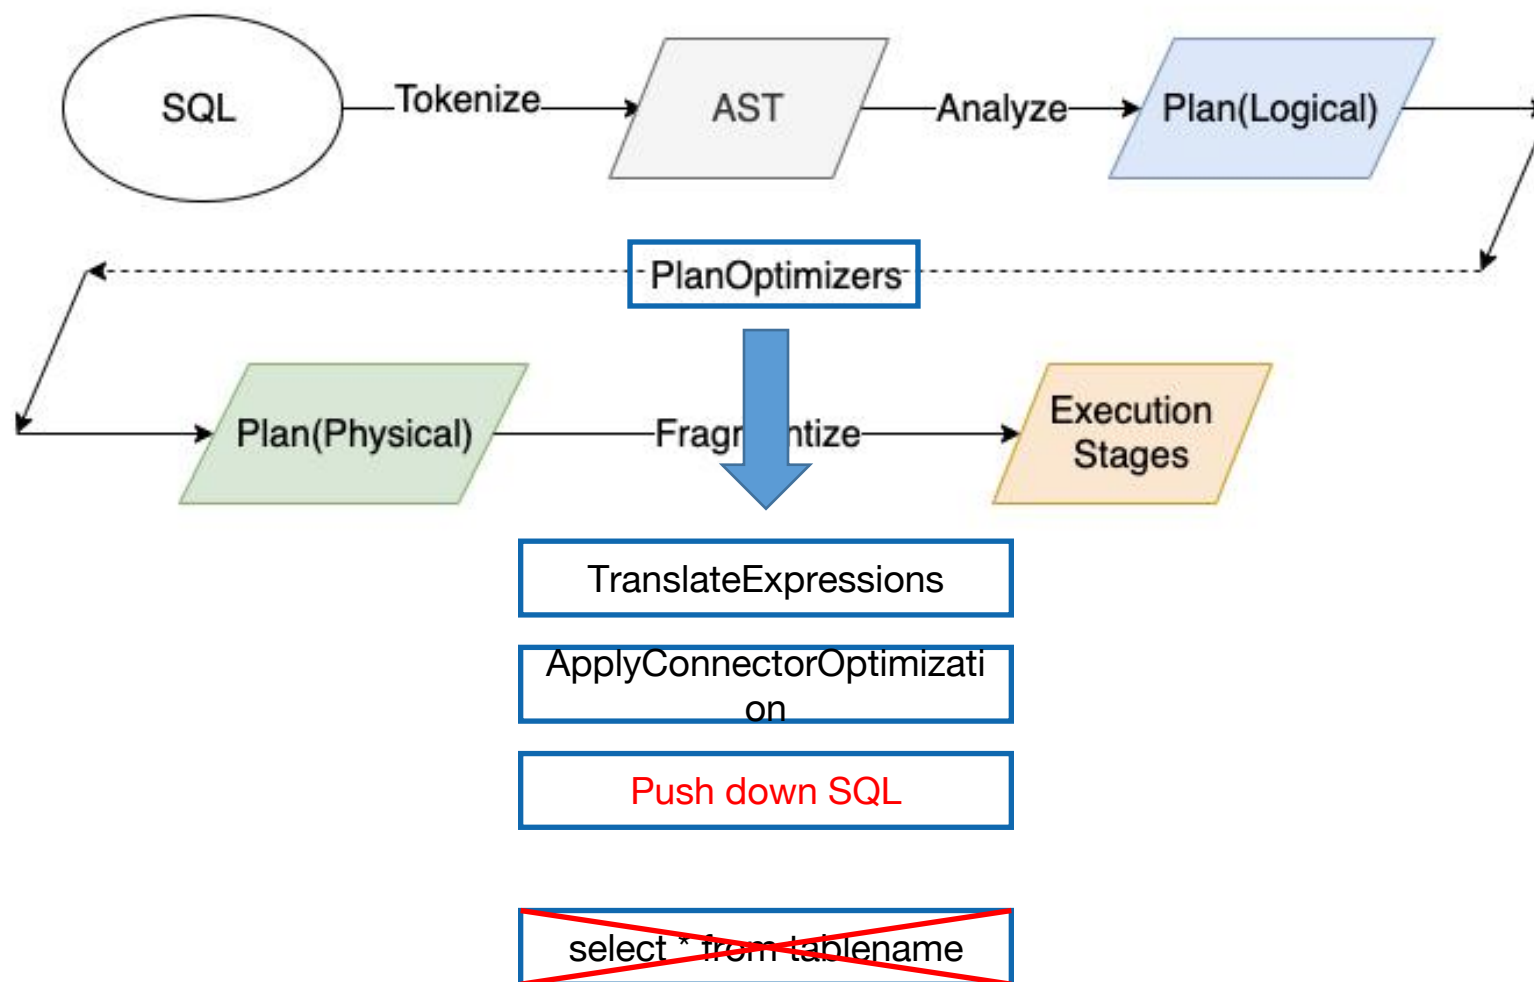 SQL
Tokenize
AST
Analyze
Plan(Logical)
PlanOptimizers
Plan(Physical)
Execution
Stages
TranslateExpressions
ApplyConnectorOptimizati
on
Push down SQL
select * from tablename